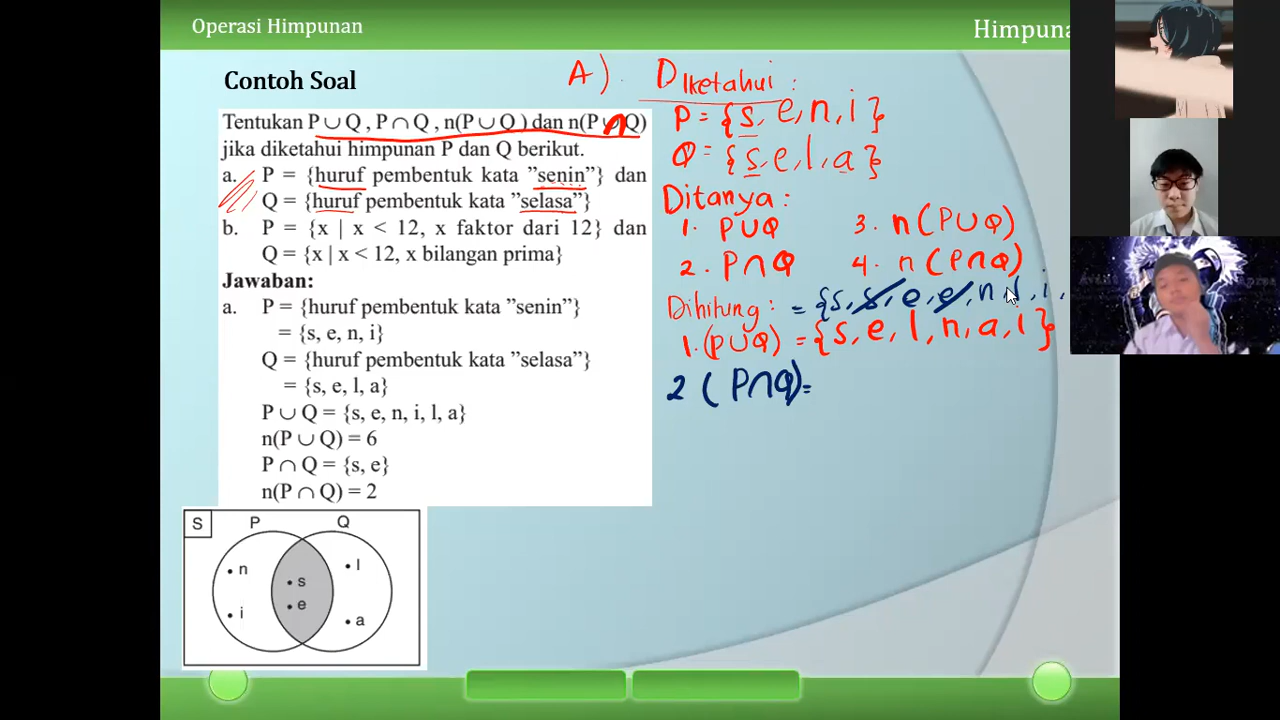 Operasi Himpunan
Himpuna
Contoh Soal
Tentukan P ∪ Q , P ∩ Q , n(P ∪ Q ) dan n(P ∩ Q)
jika diketahui himpunan P dan Q berikut.
a. P = {huruf pembentuk kata ”senin”} dan
Q = {huruf pembentuk kata ”selasa”}
b. P = {x | x < 12, x faktor dari 12} dan
Q = {x | x < 12, x bilangan prima}
Jawaban:
a. P = {huruf pembentuk kata ”senin”}
= {s, e, n, i}
Q = {huruf pembentuk kata ”selasa”}
= {s, e, l, a}
P ∪ Q = {s, e, n, i, l, a}
n(P ∪ Q) = 6
P ∩ Q = {s, e}
n(P ∩ Q) = 2
S P Q
n
i
s
e
l
a
A) . Diketahui :
P = {s, e, n, i}
Q = {s, e, l, a}
Ditanya :
1. P∪Q 3. n (P∪Q)
2. P∩Q 4. n (P∩Q)
Dihitung : = {s, s, e, e, n,
1. (P∪Q) = {s, e, l, n, a, i}
2 (P∩Q) =